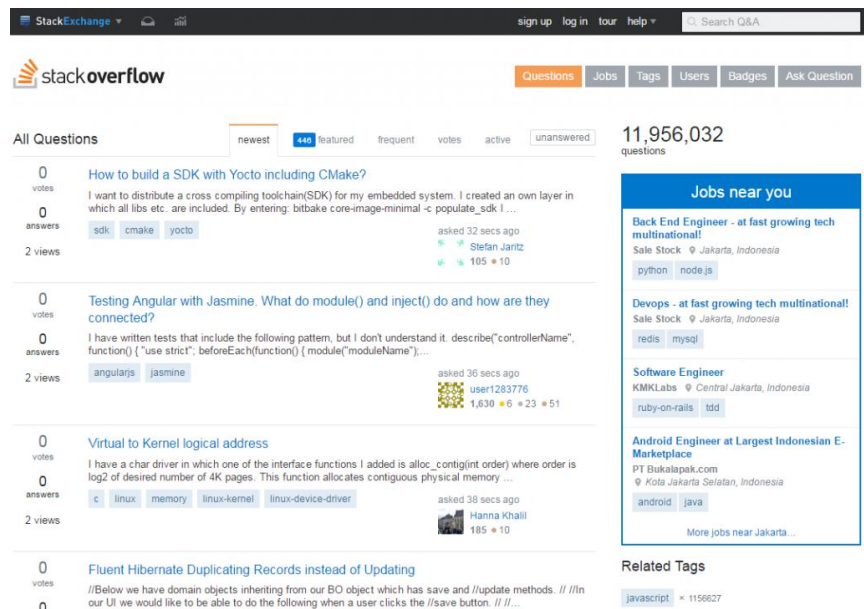 StackExchange
sign up log in tour help
Search Q&A
stackoverflow
Questions Jobs Tags Users Badges Ask Question
All Questions
newest 446 featured frequent votes active unanswered
0
votes
0
answers
2 views
How to build a SDK with Yocto including CMake?
I want to distribute a cross compiling toolchain(SDK) for my embedded system. I created an own layer in
which all libs etc. are included. By entering: bitbake core-image-minimal -c populate_sdk I ...
sdk cmake yocto
asked 32 secs ago
Stefan Jaritz
105 10
0
votes
0
answers
2 views
Testing Angular with Jasmine. What do module() and inject() do and how are they
connected?
I have written tests that include the following pattern, but I don't understand it. describe("controllerName",
function() { "use strict"; beforeEach(function() { module("moduleName");...
angularjs jasmine
asked 36 secs ago
user1283776
1,630 6 23 51
0
votes
0
answers
2 views
Virtual to Kernel logical address
I have a char driver in which one of the interface functions I added is alloc_contig(int order) where order is
log2 of desired number of 4K pages. This function allocates contiguous physical memory ...
c linux memory linux-kernel linux-device-driver
asked 38 secs ago
Hanna Khalil
185 10
0
votes
0
Fluent Hibernate Duplicating Records instead of Updating
//Below we have domain objects inheriting from our BO object which has save and //update methods. // //In
our UI we would like to be able to do the following when a user clicks the //save button. // //...
11,956,032
questions
Jobs near you
Back End Engineer - at fast growing tech
multinational!
Sale Stock Jakarta, Indonesia
python node.js
Devops - at fast growing tech multinational!
Sale Stock Jakarta, Indonesia
redis mysql
Software Engineer
KMKLabs Central Jakarta, Indonesia
ruby-on-rails tdd
Android Engineer at Largest Indonesian E-
Marketplace
PT Bukalapak.com
Kota Jakarta Selatan, Indonesia
android java
More jobs near Jakarta...
Related Tags
javascript × 1156627